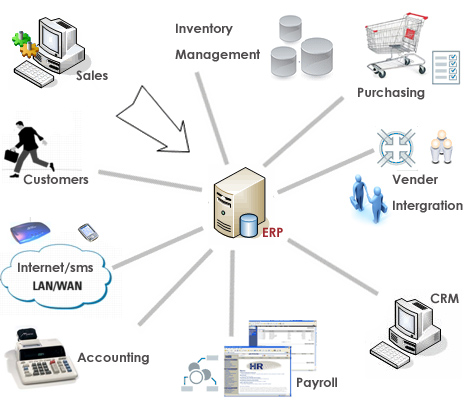 Inventory
Management
Sales
Purchasing
Customers
Vender
Intergration
ERP
Internet/sms
LAN/WAN
CRM
Accounting
HR
Payroll